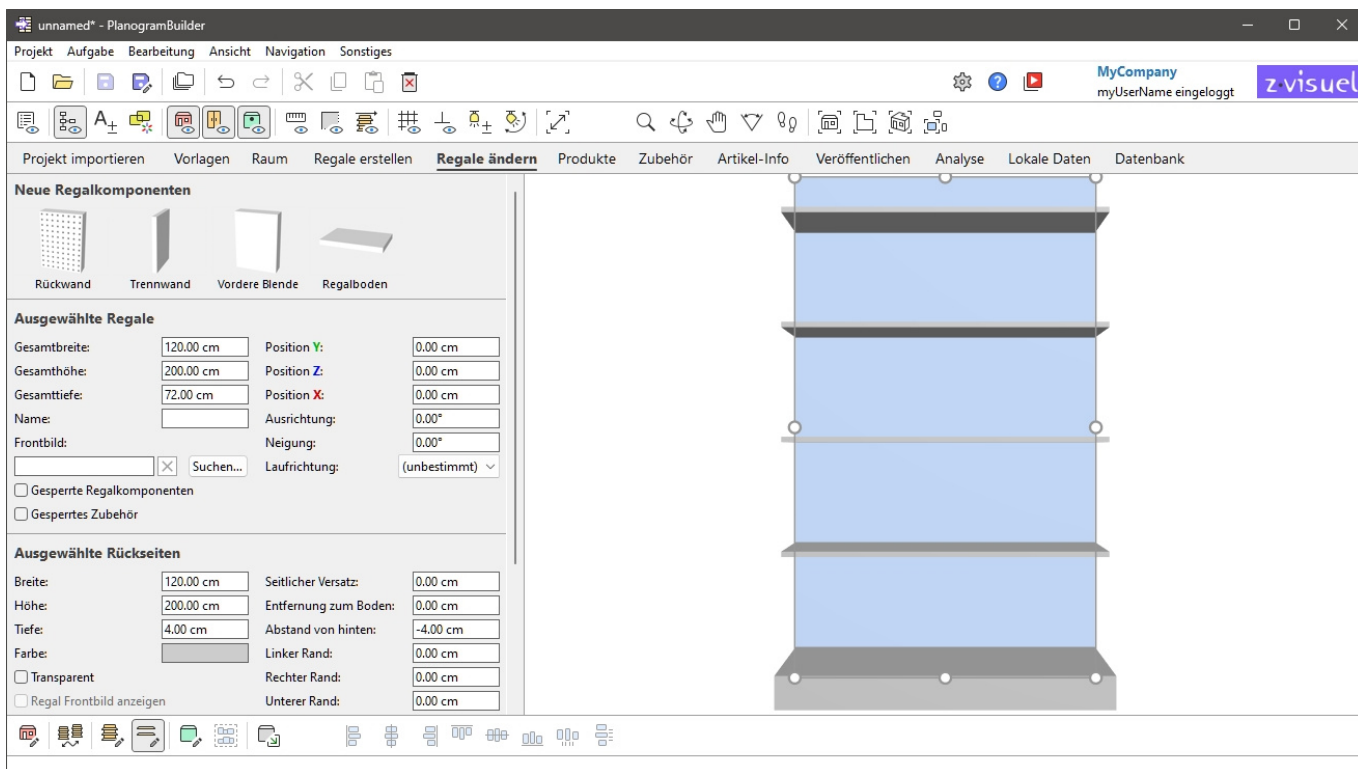 unnamed* - PlanogramBuilder
Projekt Aufgabe Bearbeitung Ansicht Navigation Sonstiges
MyCompany
myUserName eingeloggt
z·visuel
Projekt importieren Vorlagen Raum Regale erstellen Regale ändern Produkte Zubehör Artikel-Info Veröffentlichen Analyse Lokale Daten Datenbank
Neue Regalkomponenten
Rückwand Trennwand Vordere Blende Regalboden
Ausgewählte Regale
Gesamtbreite: 120.00 cm Position Y: 0.00 cm
Gesamthöhe: 200.00 cm Position Z: 0.00 cm
Gesamttiefe: 72.00 cm Position X: 0.00 cm
Name: Ausrichtung: 0.00°
Frontbild: Neigung: 0.00°
Suchen... Laufrichtung: (unbestimmt)
Gesperrte Regalkomponenten
Gesperrtes Zubehör
Ausgewählte Rückseiten
Breite: 120.00 cm Seitlicher Versatz: 0.00 cm
Höhe: 200.00 cm Entfernung zum Boden: 0.00 cm
Tiefe: 4.00 cm Abstand von hinten: -4.00 cm
Farbe: Linker Rand: 0.00 cm
Transparent Rechter Rand: 0.00 cm
Regal Frontbild anzeigen Unterer Rand: 0.00 cm